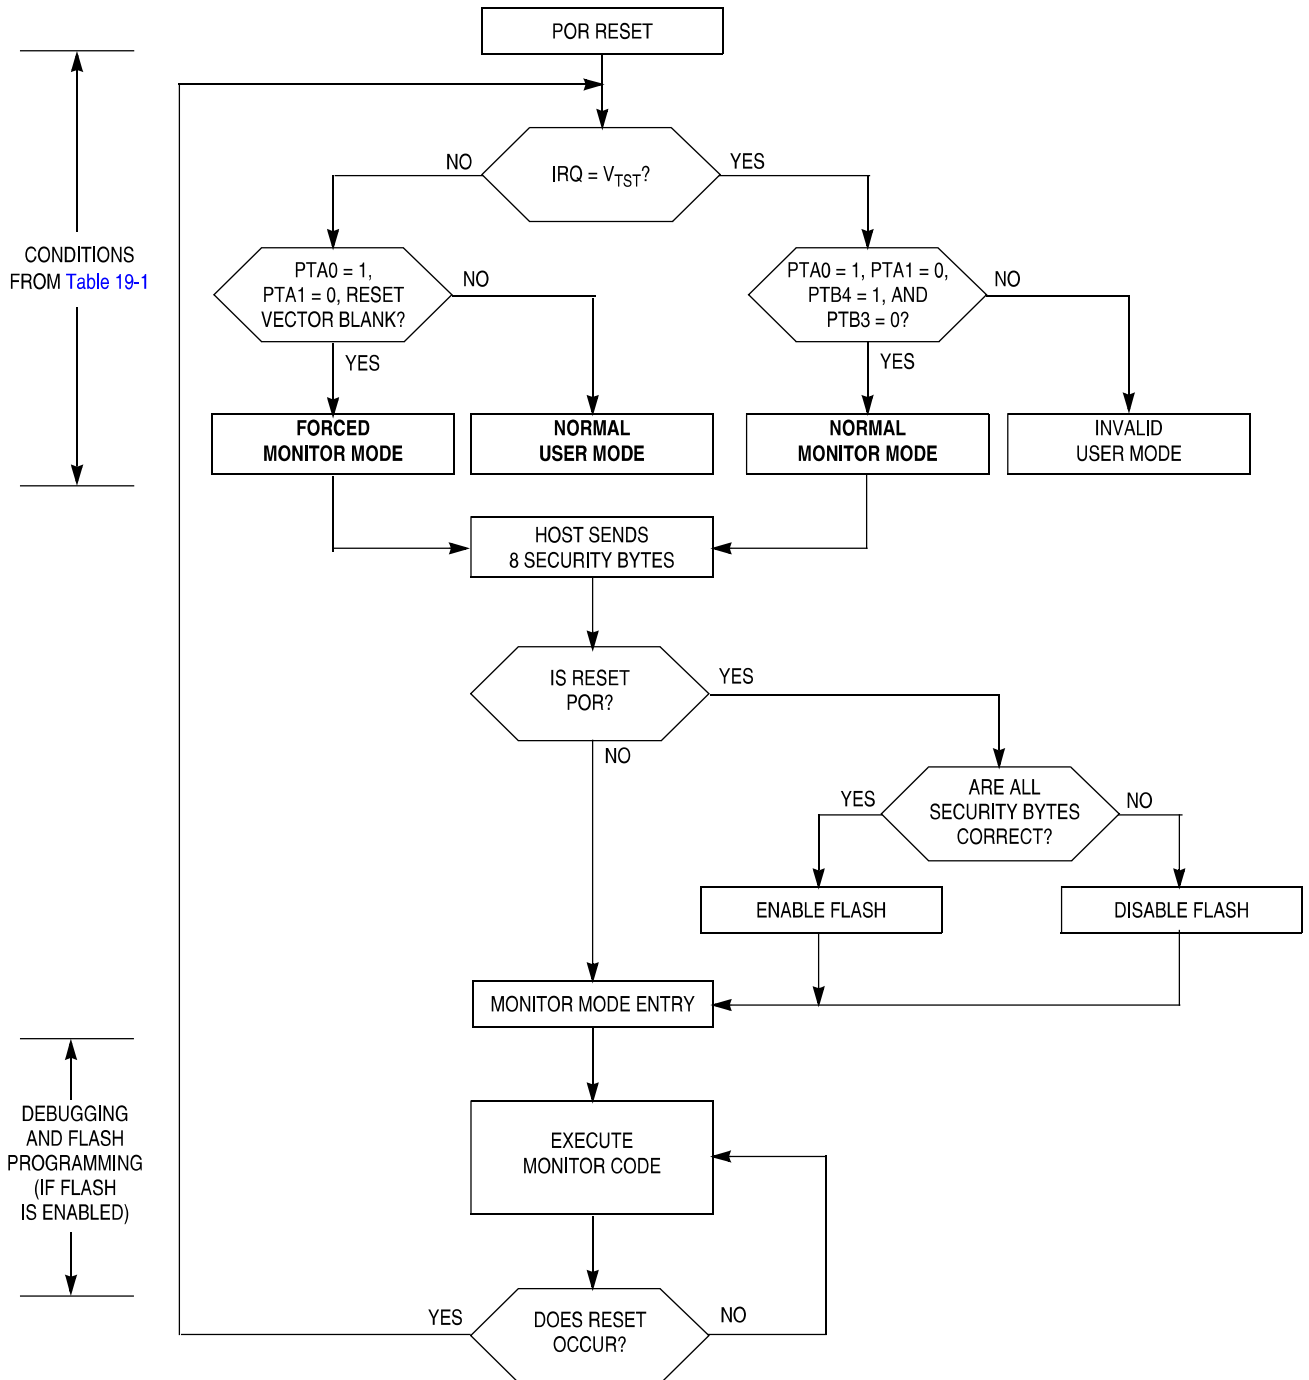 POR RESET
NO
IRQ = VTST?
YES
CONDITIONS
FROM Table 19-1
PTA0 = 1,
PTA1 = 0, RESET
VECTOR BLANK?
NO
YES
PTA0 = 1, PTA1 = 0,
PTB4 = 1, AND
PTB3 = 0?
NO
YES
FORCED
MONITOR MODE
NORMAL
USER MODE
NORMAL
MONITOR MODE
INVALID
USER MODE
HOST SENDS
8 SECURITY BYTES
IS RESET
POR?
YES
NO
ARE ALL
SECURITY BYTES
CORRECT?
YES
NO
ENABLE FLASH
DISABLE FLASH
MONITOR MODE ENTRY
DEBUGGING
AND FLASH
PROGRAMMING
(IF FLASH
IS ENABLED)
EXECUTE
MONITOR CODE
YES
DOES RESET
OCCUR?
NO